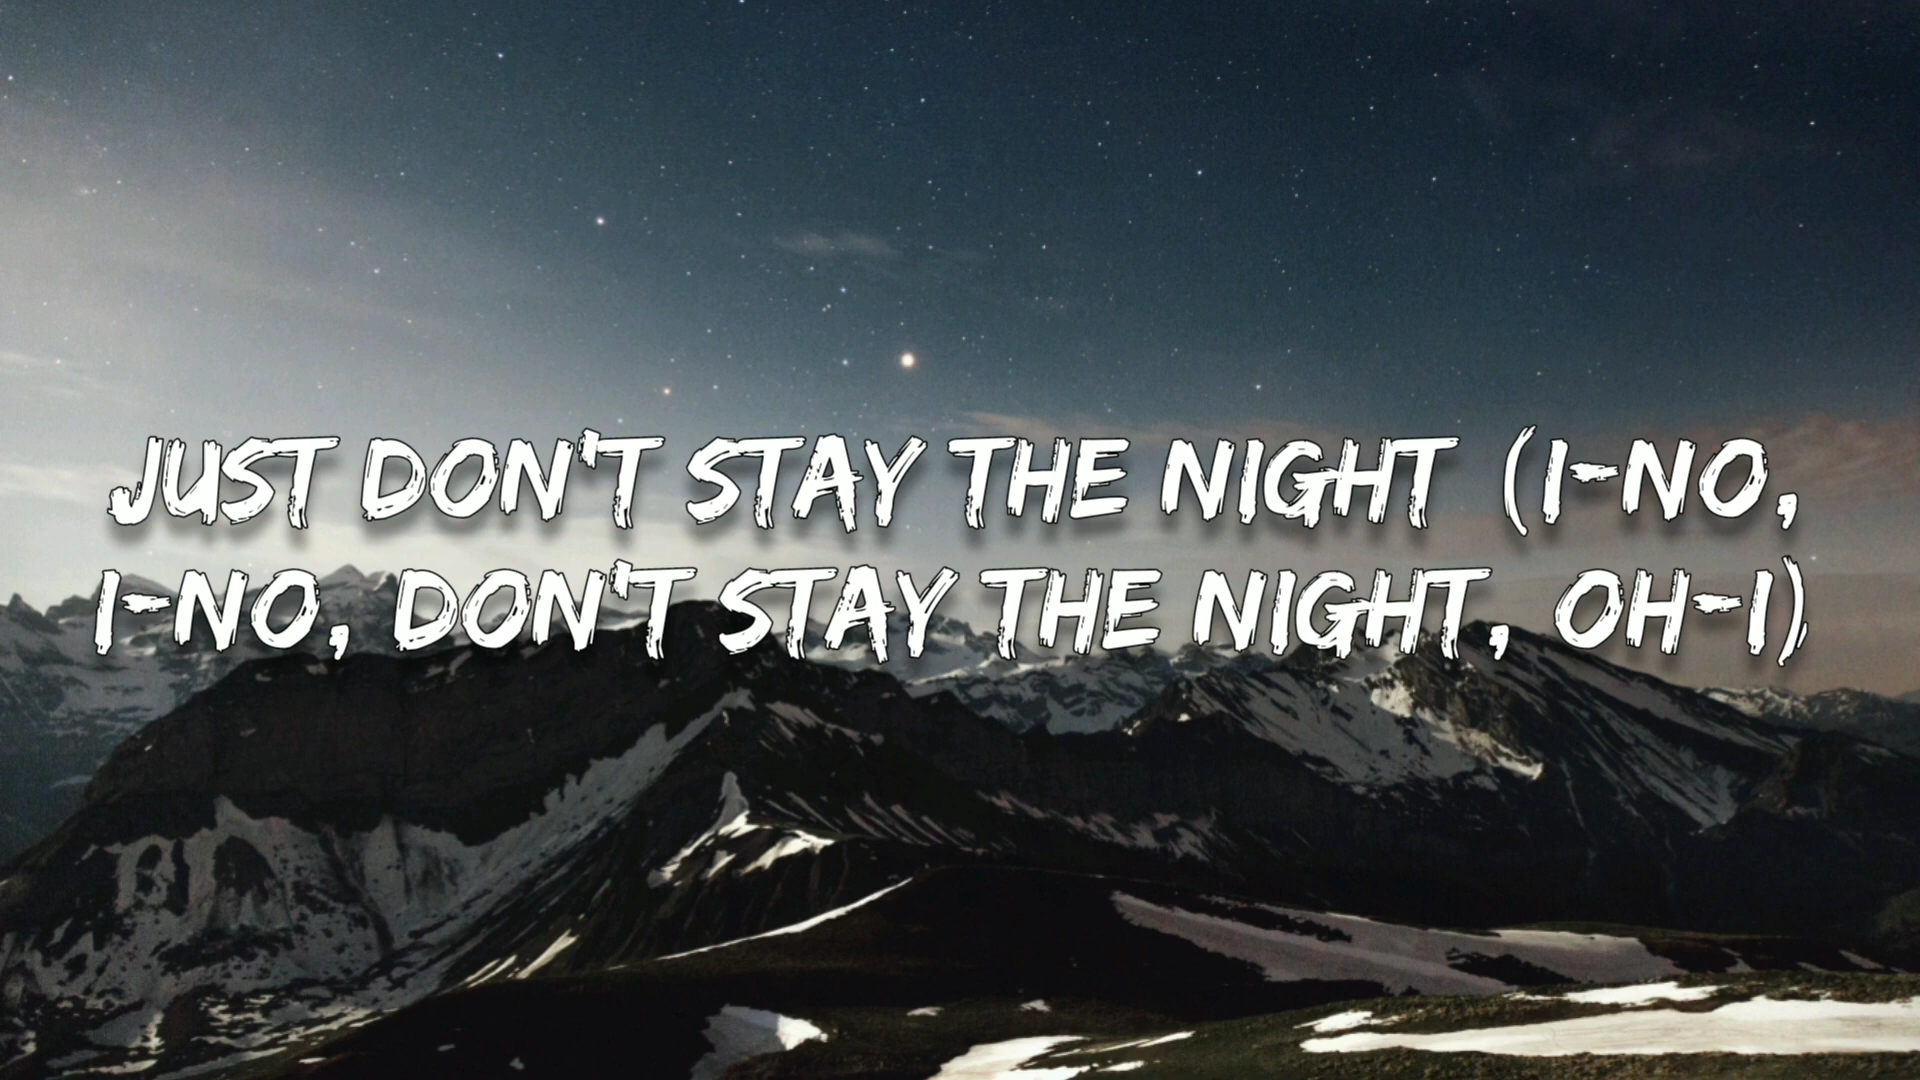 JUST DON'T STAY THE NIGHT (I-NO,
I-NO, DON'T STAY THE NIGHT, OH-I)